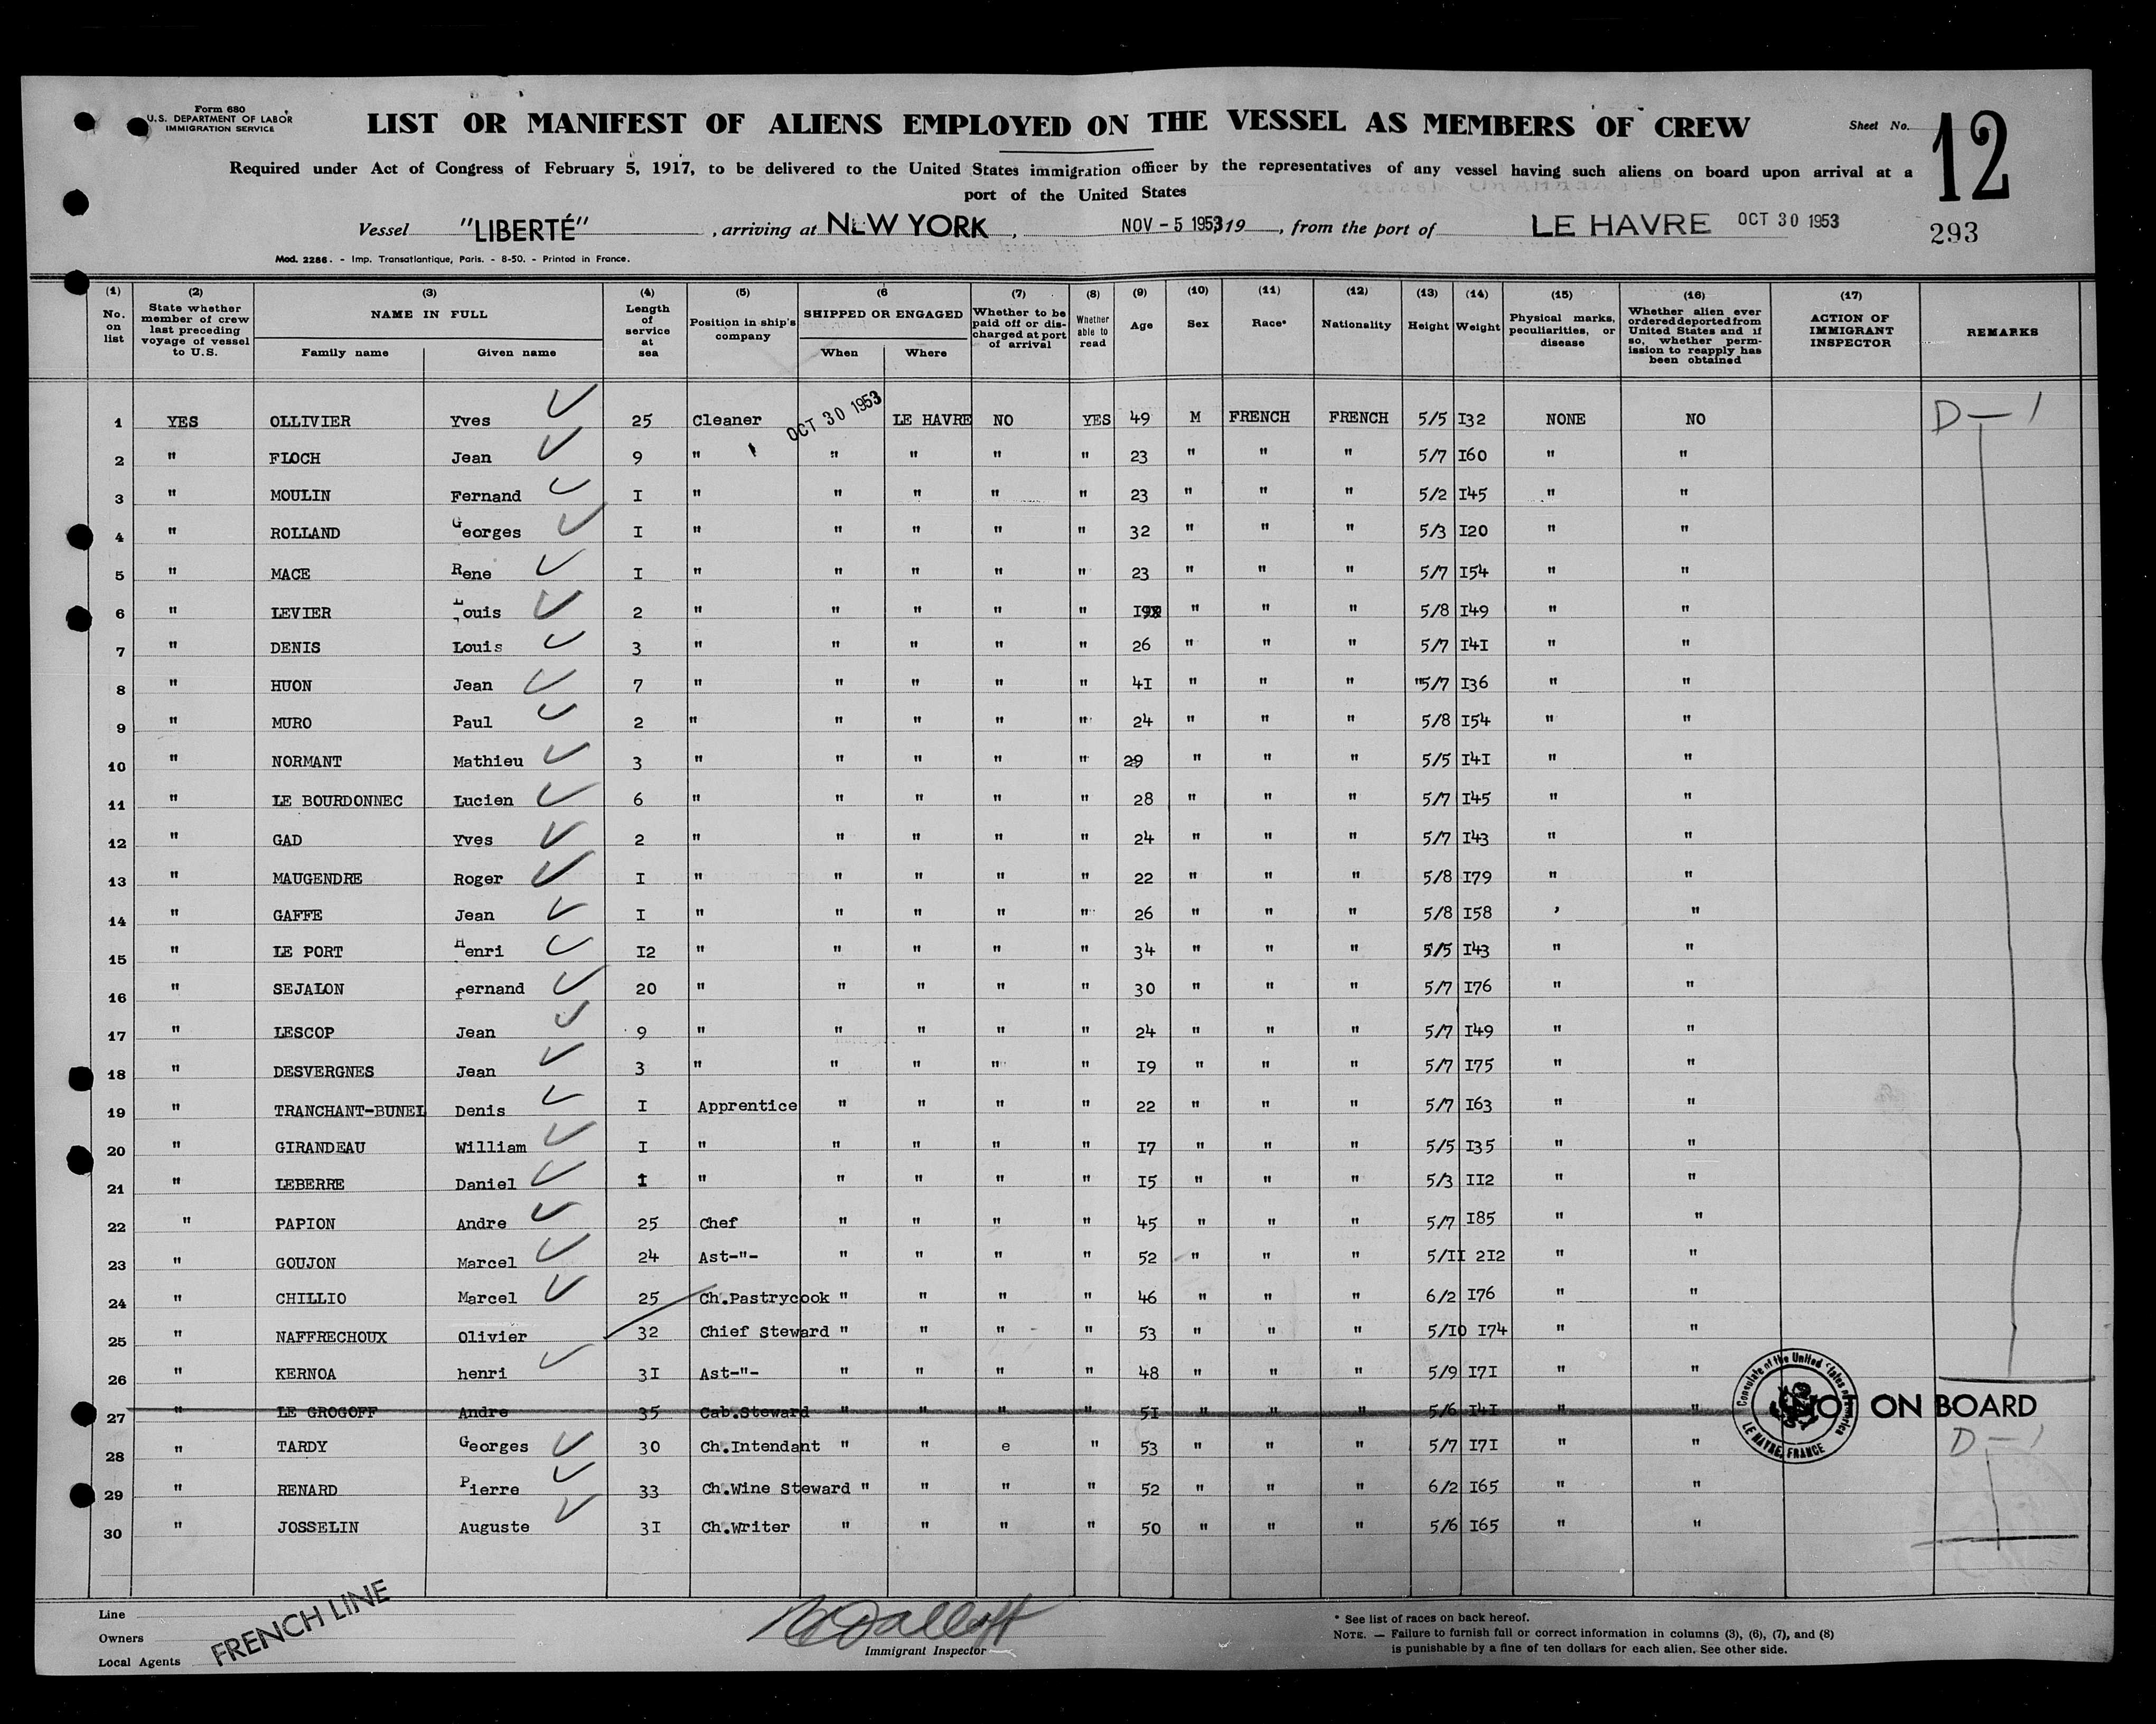 Form 680
U.S. DEPARTMENT OF LABOR
IMMIGRATION SERVICE
LIST OR MANIFEST OF ALIENS EMPLOYED ON THE VESSEL AS MEMBERS OF CREW
Sheet No. 12
Required under Act of Congress of February 5, 1917, to be delivered to the United States immigration officer by the representatives of any vessel having such aliens on board upon arrival at a
port of the United States
Vessel "LIBERTÉ" , arriving at NEW YORK , NOV - 5 1953 , 19 , from the port of LE HAVRE OCT 30 1953
293
Mod. 2286. - Imp. Transatlantique, Paris. - 8-50. - Printed in France.
(1) No. on list (2) State whether member of crew last preceding voyage of vessel to U.S. (3) NAME IN FULL Family name Given name (4) Length of service at sea (5) Position in ship's company (6 SHIPPED OR ENGAGED When Where (7) Whether to be paid off or discharged at port of arrival (8) Whether able to read (9) Age (10) Sex (11) Race* (12) Nationality (13) Height (14) Weight (15) Physical marks, peculiarities, or disease (16) Whether alien ever ordered deported from United States and if so, whether permission to reapply has been obtained (17) ACTION OF IMMIGRANT INSPECTOR REMARKS
1 YES OLLIVIER Yves 25 Cleaner OCT 30 1953 LE HAVRE NO YES 49 M FRENCH FRENCH 5/5 I32 NONE NO D-1
2 " FLOCH Jean 9 " " " " " 23 " " " 5/7 I60 " "
3 " MOULIN Fernand I " " " " " 23 " " " 5/2 I45 " "
4 " ROLLAND Georges I " " " " " 32 " " " 5/3 I20 " "
5 " MACE Rene I " " " " " 23 " " " 5/7 I54 " "
6 " LEVIER Louis 2 " " " " " " " " 5/8 I49 " "
7 " DENIS Louis 3 " " " " " 26 " " " 5/7 I4I " "
8 " HUON Jean 7 " " " " " 4I " " " "5/7 I36 " "
9 " MURO Paul 2 " " " " " 24 " " " 5/8 I54 " "
10 " NORMANT Mathieu 3 " " " " " 29 " " " 5/5 I4I " "
11 " LE BOURDONNEC Lucien 6 " " " " " 28 " " " 5/7 I45 " "
12 " GAD Yves 2 " " " " " 24 " " " 5/7 I43 " "
13 " MAUGENDRE Roger I " " " " " 22 " " " 5/8 I79 " "
14 " GAFFE Jean I " " " " " 26 " " " 5/8 I58 ' "
15 " LE PORT Henri I2 " " " " " 34 " " " 5/5 I43 " "
16 " SEJALON fernand 20 " " " " " 30 " " " 5/7 I76 " "
17 " LESCOP Jean 9 " " " " " 24 " " " 5/7 I49 " "
18 " DESVERGNES Jean 3 " " " " " I9 " " " 5/7 I75 " "
19 " TRANCHANT-BUNEL Denis I Apprentice " " " " 22 " " " 5/7 I63 " "
20 " GIRANDEAU William I " " " " " I7 " " " 5/5 I35 " "
21 " LEBERRE Daniel I " " " " " I5 " " " 5/3 II2 " "
22 " PAPION Andre 25 Chef " " " " 45 " " " 5/7 I85 " "
23 " GOUJON Marcel 24 Ast-"- " " " " 52 " " " 5/II 2I2 " "
24 " CHILLIO Marcel 25 Ch.Pastrycook " " " " 46 " " " 6/2 I76 " "
25 " NAFFRECHOUX Olivier 32 Chief Steward " " " " 53 " " " 5/IO I74 " "
26 " KERNOA henri 3I Ast-"- " " " " 48 " " " 5/9 I7I " "
27 " LE GROGOFF Andre 35 Cab.Steward " " " " 5I " " " 5/6 I4I " " NOT ON BOARD
Consulate of the United States of America LE HAVRE, FRANCE
28 " TARDY Georges 30 Ch.Intendant " " e " 53 " " " 5/7 I7I " " D-1
29 " RENARD Pierre 33 Ch.Wine Steward " " " " 52 " " " 6/2 I65 " "
30 " JOSSELIN Auguste 3I Ch.Writer " " " " 50 " " " 5/6 I65 " "
Line
Owners
Local Agents
FRENCH LINE
Immigrant Inspector
* See list of races on back hereof.
NOTE. — Failure to furnish full or correct information in columns (3), (6), (7), and (8)
is punishable by a fine of ten dollars for each alien. See other side.